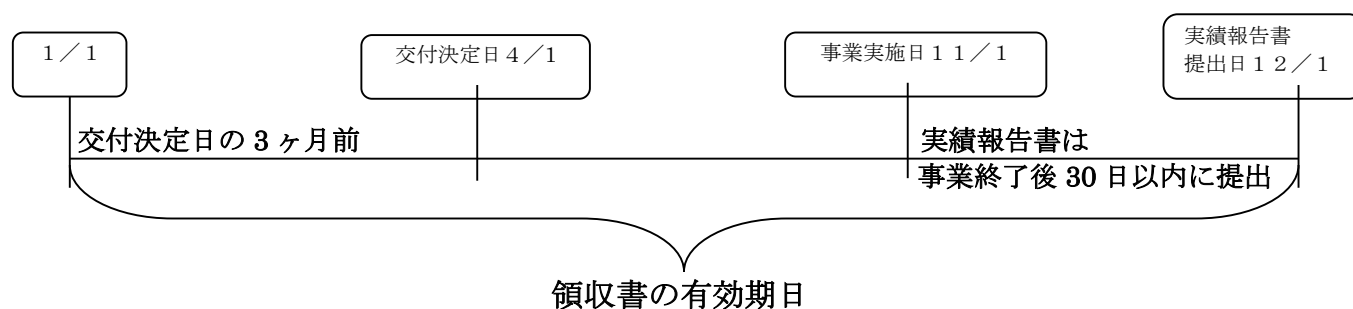 1/1
交付決定日4/1
事業実施日11/1
実績報告書
提出日12/1
交付決定日の3ヶ月前
実績報告書は
事業終了後30日以内に提出
領収書の有効期日